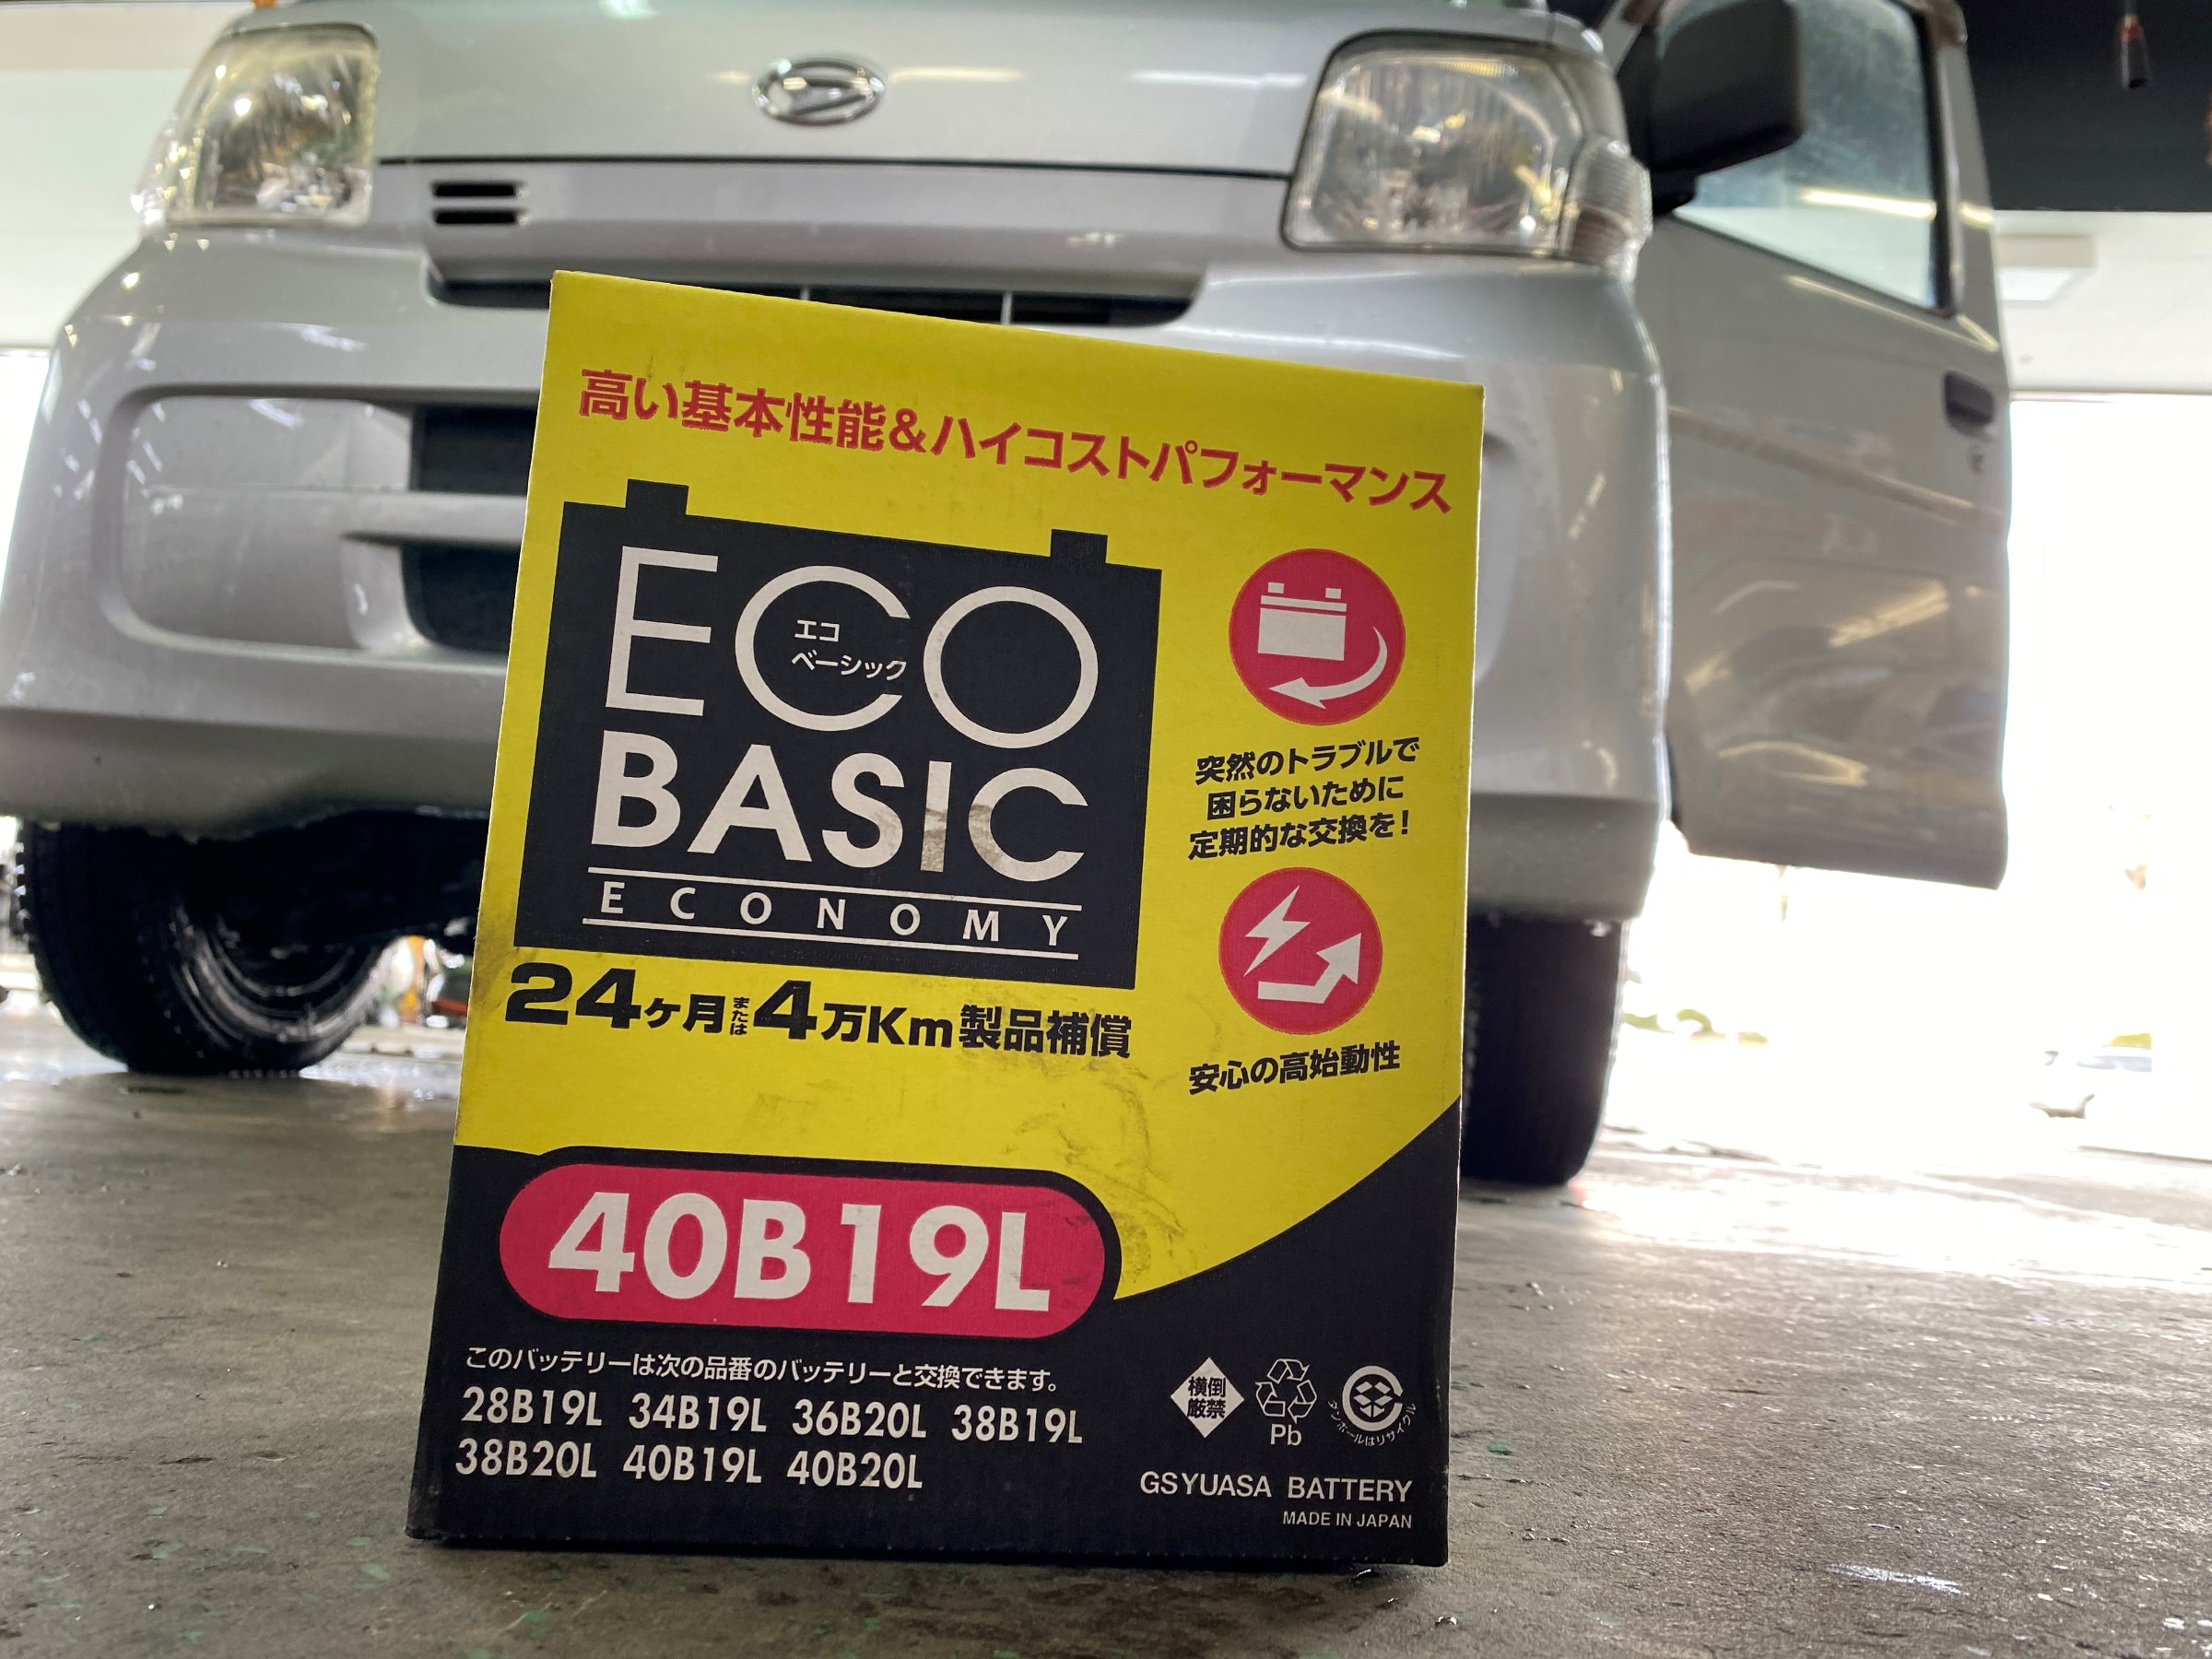 高い基本性能&ハイコストパフォーマンス
ECO
エコ
ベーシック
BASIC
ECONOMY
24ヶ月または4万Km製品補償
突然のトラブルで
困らないために
定期的な交換を!
安心の高始動性
40B19L
このバッテリーは次の品番のバッテリーと交換できます。
28B19L 34B19L 36B20L 38B19L
38B20L 40B19L 40B20L
横倒
厳禁
Pb
ダンボールはリサイクル
GSYUASA BATTERY
MADE IN JAPAN